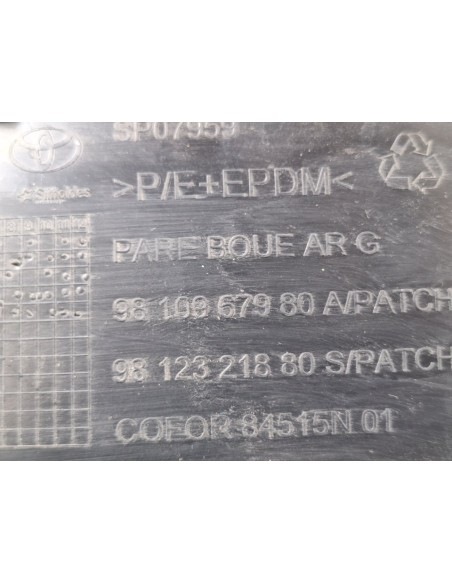 SP07959
>P/E+EPDM<
PARE BOUE AR G
98 109 679 80 A/PATCH
98 123 218 80 S/PATCH
COFOR 84515N 01